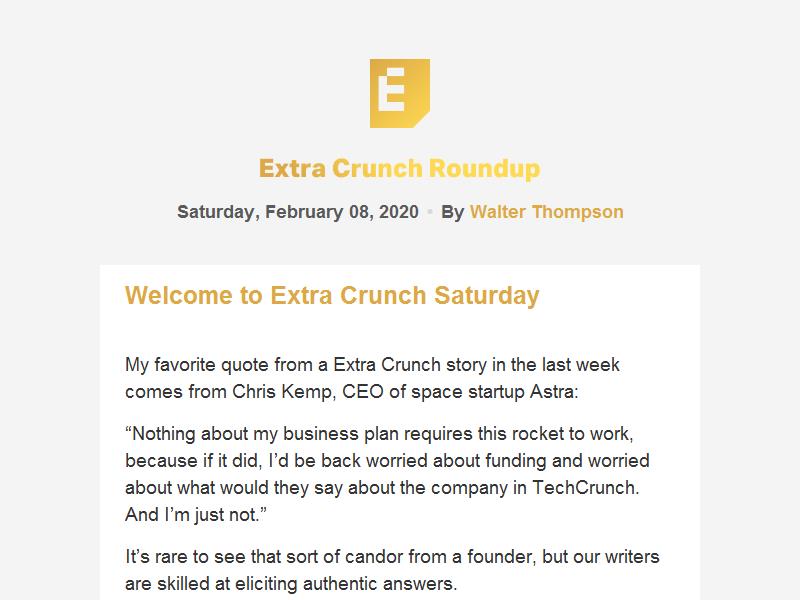 E
Extra Crunch Roundup
Saturday, February 08, 2020 • By Walter Thompson
Welcome to Extra Crunch Saturday
My favorite quote from a Extra Crunch story in the last week
comes from Chris Kemp, CEO of space startup Astra:
“Nothing about my business plan requires this rocket to work,
because if it did, I’d be back worried about funding and worried
about what would they say about the company in TechCrunch.
And I’m just not.”
It’s rare to see that sort of candor from a founder, but our writers
are skilled at eliciting authentic answers.